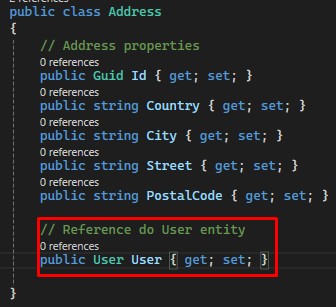 2 references
public class Address
{
// Address properties
0 references
public Guid Id { get; set; }
0 references
public string Country { get; set; }
0 references
public string City { get; set; }
0 references
public string Street { get; set; }
0 references
public string PostalCode { get; set; }
// Reference do User entity
0 references
public User User { get; set; }
}